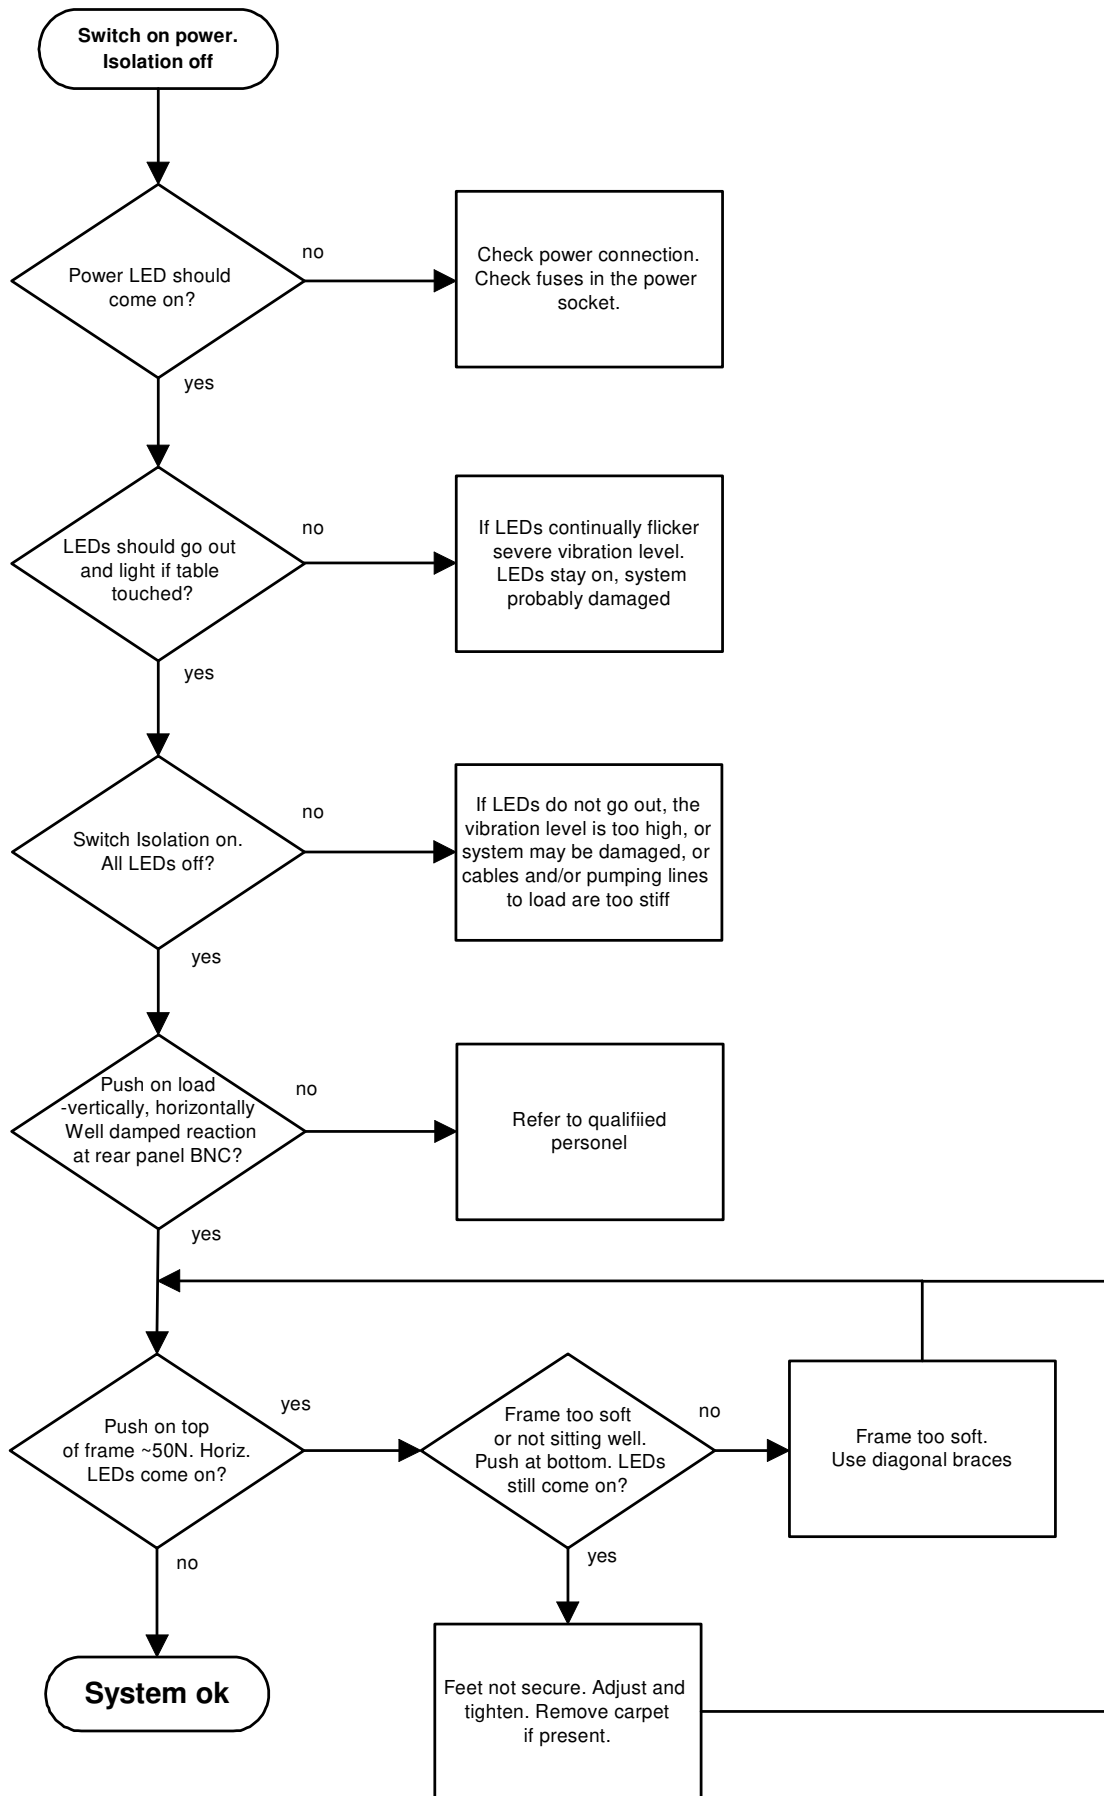 Switch on power.
Isolation off
no
Power LED should
come on?
Check power connection.
Check fuses in the power
socket.
yes
no
LEDs should go out
and light if table
touched?
If LEDs continually flicker
severe vibration level.
LEDs stay on, system
probably damaged
yes
no
Switch Isolation on.
All LEDs off?
If LEDs do not go out, the
vibration level is too high, or
system may be damaged, or
cables and/or pumping lines
to load are too stiff
yes
no
Push on load
-vertically, horizontally
Well damped reaction
at rear panel BNC?
Refer to qualifiied
personel
yes
yes
Push on top
of frame ~50N. Horiz.
LEDs come on?
no
Frame too soft
or not sitting well.
Push at bottom. LEDs
still come on?
Frame too soft.
Use diagonal braces
no
yes
System ok
Feet not secure. Adjust and
tighten. Remove carpet
if present.